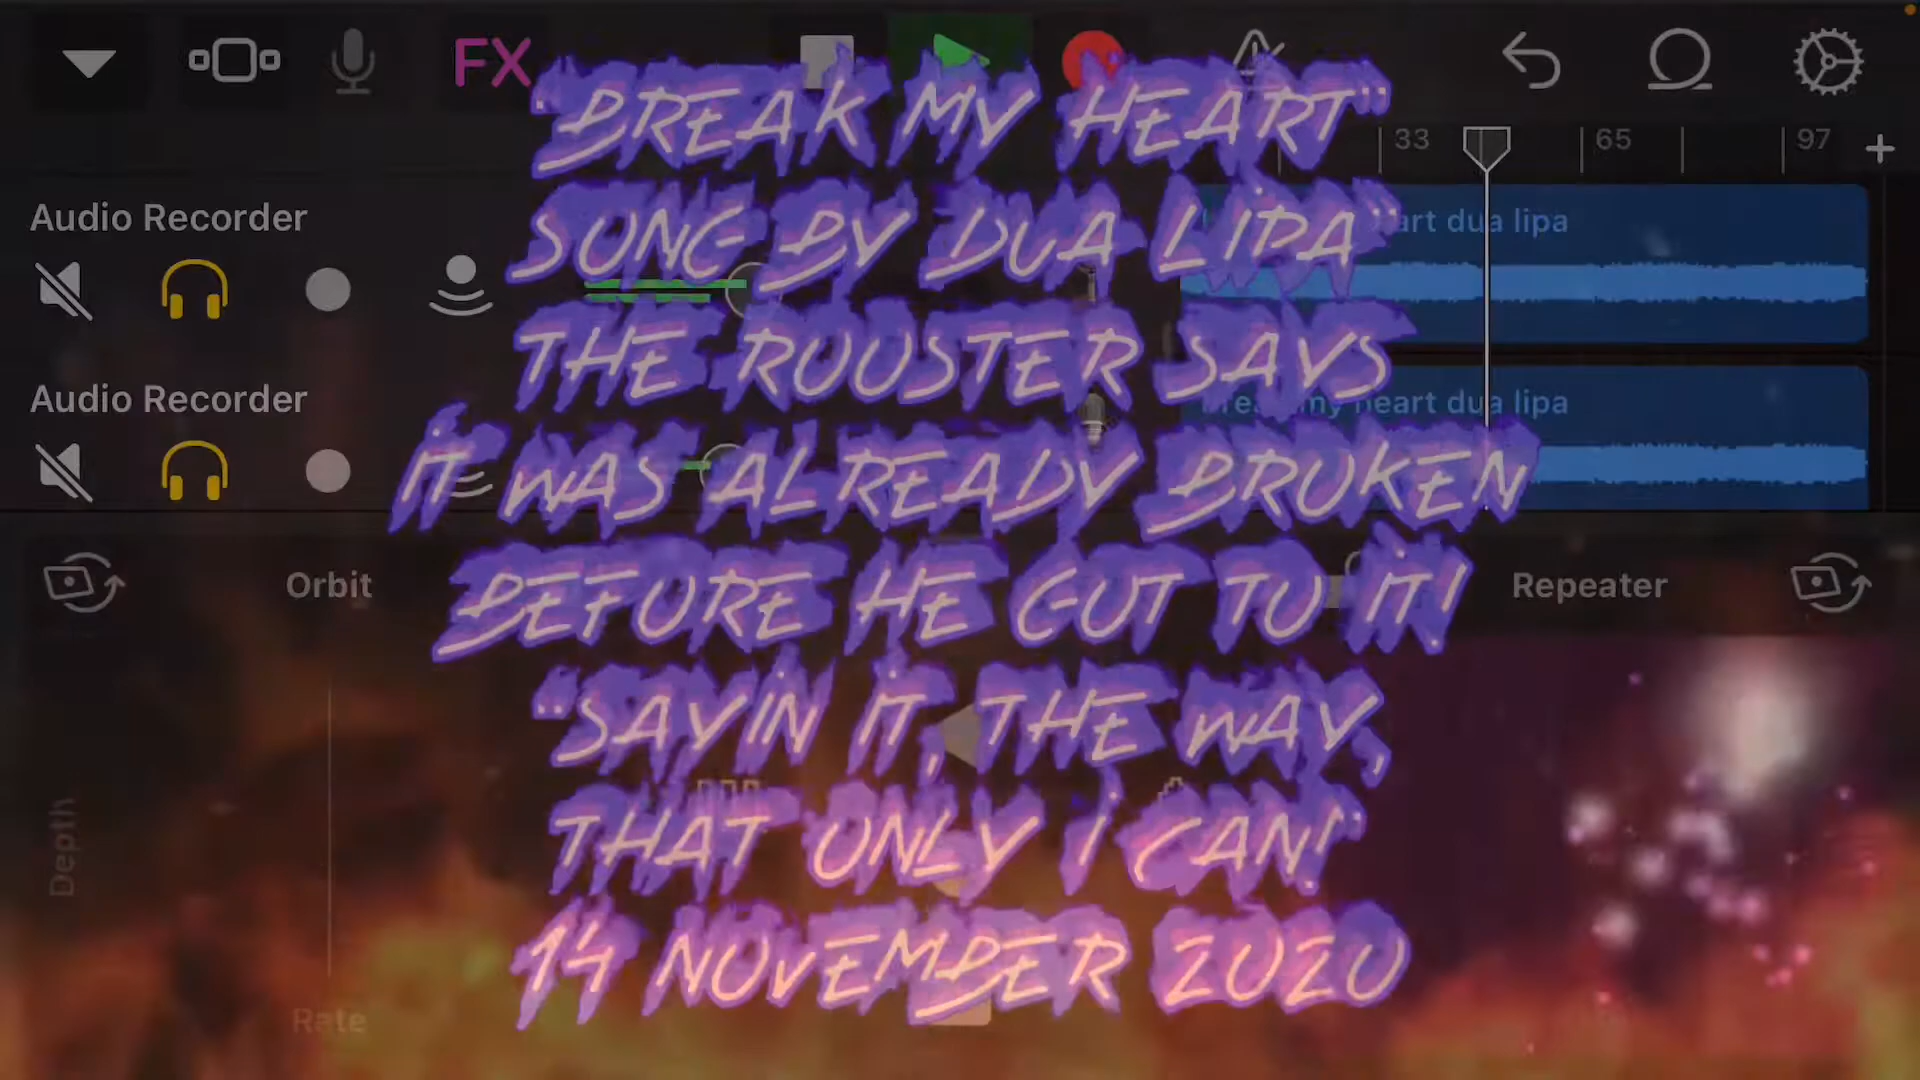 FX
33
65
97
Audio Recorder
art dua lipa
Audio Recorder
my heart dua lipa
Orbit
Repeater
Depth
Rate
"BREAK MY HEART"
SONG BY DUA LIPA"
THE ROOSTER SAYS
IT WAS ALREADY BROKEN
BEFORE HE GOT TO IT!
"SAYIN IT, THE WAY,
THAT ONLY I CAN!"
14 NOVEMBER 2020